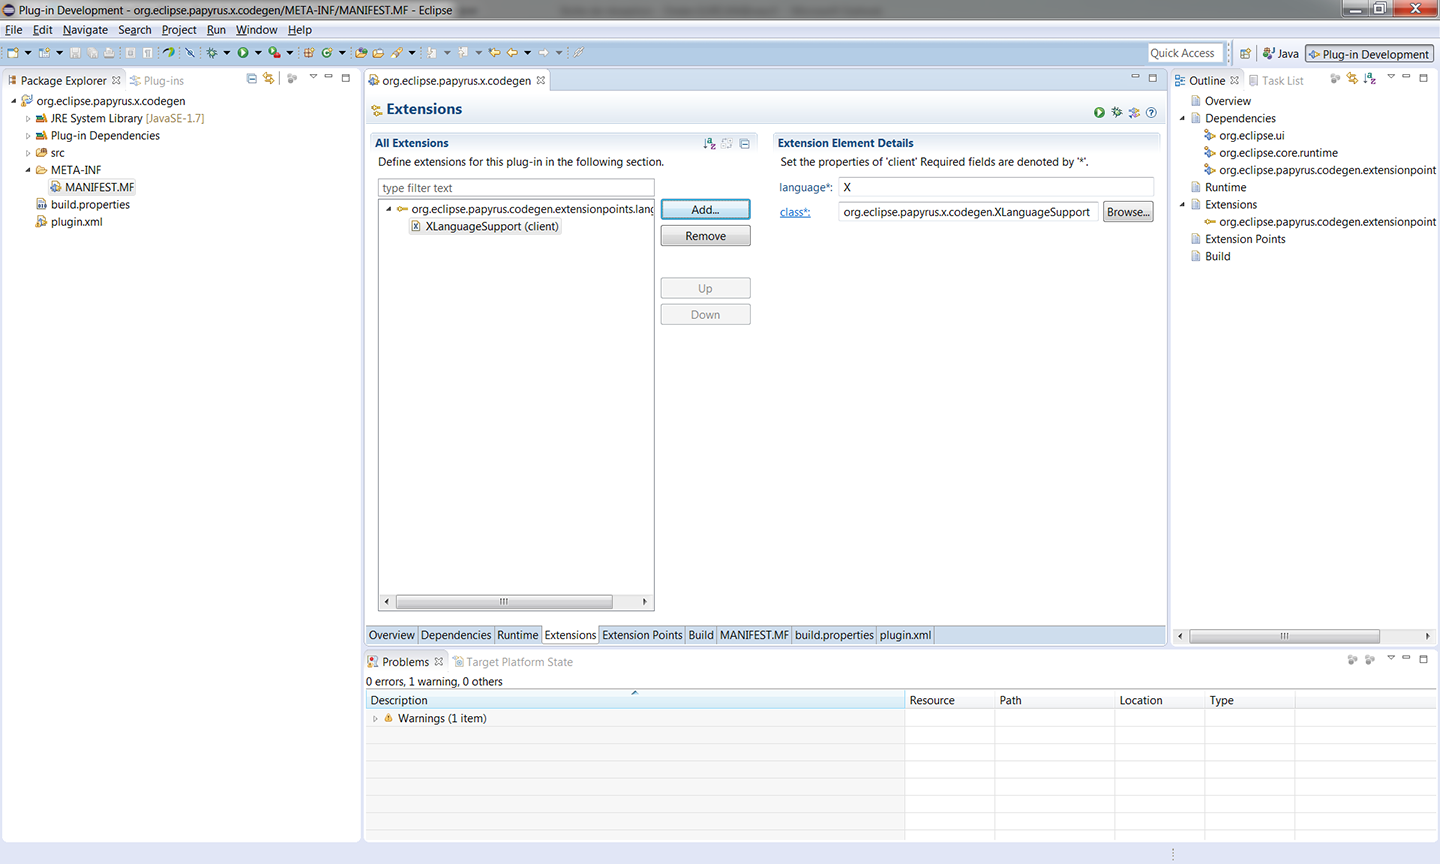 Plug-in Development - org.eclipse.papyrus.x.codegen/META-INF/MANIFEST.MF - Eclipse
File Edit Navigate Search Project Run Window Help
Quick Access Java Plug-in Development
Package Explorer Plug-ins
org.eclipse.papyrus.x.codegen
JRE System Library [JavaSE-1.7]
Plug-in Dependencies
src
META-INF
MANIFEST.MF
build.properties
plugin.xml
org.eclipse.papyrus.x.codegen
Extensions
All Extensions
Define extensions for this plug-in in the following section.
type filter text
org.eclipse.papyrus.codegen.extensionpoints.lang
XLanguageSupport (client)
Add...
Remove
Up
Down
Extension Element Details
Set the properties of 'client' Required fields are denoted by '*'.
language*: X
class*: org.eclipse.papyrus.x.codegen.XLanguageSupport Browse...
Overview Dependencies Runtime Extensions Extension Points Build MANIFEST.MF build.properties plugin.xml
Outline Task List
Overview
Dependencies
org.eclipse.ui
org.eclipse.core.runtime
org.eclipse.papyrus.codegen.extensionpoint
Runtime
Extensions
org.eclipse.papyrus.codegen.extensionpoint
Extension Points
Build
Problems Target Platform State
0 errors, 1 warning, 0 others
Description Resource Path Location Type
Warnings (1 item)